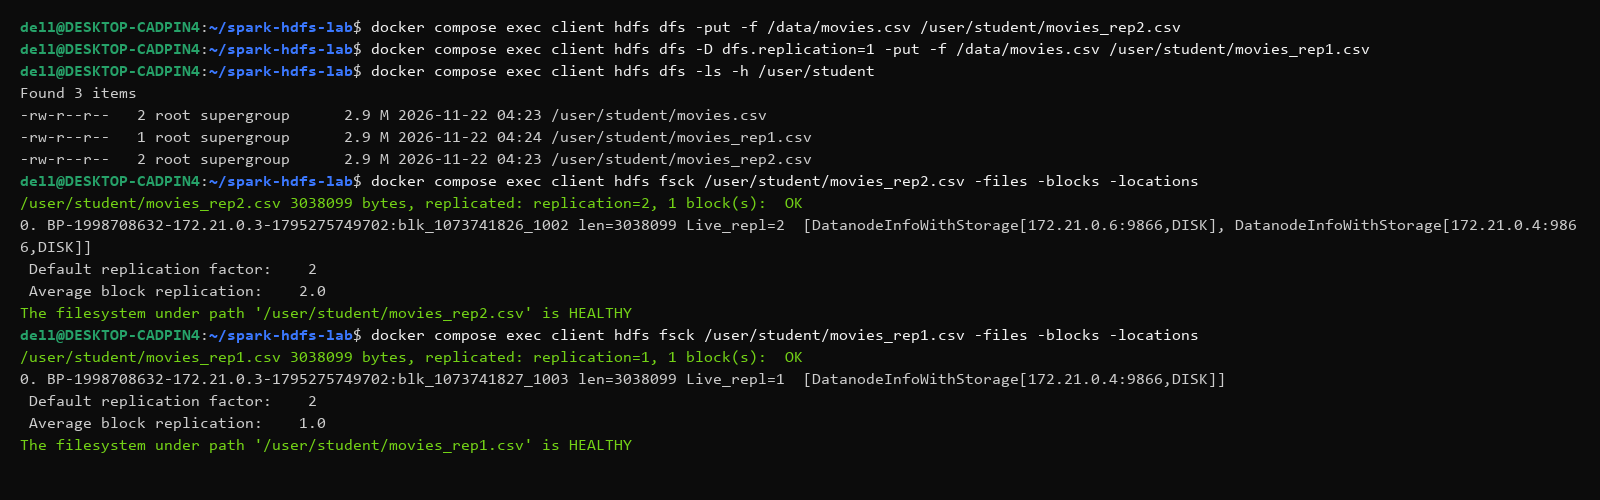 dell@DESKTOP-CADPIN4:~/spark-hdfs-lab$ docker compose exec client hdfs dfs -put -f /data/movies.csv /user/student/movies_rep2.csv
dell@DESKTOP-CADPIN4:~/spark-hdfs-lab$ docker compose exec client hdfs dfs -D dfs.replication=1 -put -f /data/movies.csv /user/student/movies_rep1.csv
dell@DESKTOP-CADPIN4:~/spark-hdfs-lab$ docker compose exec client hdfs dfs -ls -h /user/student
Found 3 items
-rw-r--r--   2 root supergroup      2.9 M 2026-11-22 04:23 /user/student/movies.csv
-rw-r--r--   1 root supergroup      2.9 M 2026-11-22 04:24 /user/student/movies_rep1.csv
-rw-r--r--   2 root supergroup      2.9 M 2026-11-22 04:23 /user/student/movies_rep2.csv
dell@DESKTOP-CADPIN4:~/spark-hdfs-lab$ docker compose exec client hdfs fsck /user/student/movies_rep2.csv -files -blocks -locations
/user/student/movies_rep2.csv 3038099 bytes, replicated: replication=2, 1 block(s):  OK
0. BP-1998708632-172.21.0.3-1795275749702:blk_1073741826_1002 len=3038099 Live_repl=2  [DatanodeInfoWithStorage[172.21.0.6:9866,DISK], DatanodeInfoWithStorage[172.21.0.4:986
6,DISK]]
 Default replication factor:    2
 Average block replication:    2.0
The filesystem under path '/user/student/movies_rep2.csv' is HEALTHY
dell@DESKTOP-CADPIN4:~/spark-hdfs-lab$ docker compose exec client hdfs fsck /user/student/movies_rep1.csv -files -blocks -locations
/user/student/movies_rep1.csv 3038099 bytes, replicated: replication=1, 1 block(s):  OK
0. BP-1998708632-172.21.0.3-1795275749702:blk_1073741827_1003 len=3038099 Live_repl=1  [DatanodeInfoWithStorage[172.21.0.4:9866,DISK]]
 Default replication factor:    2
 Average block replication:    1.0
The filesystem under path '/user/student/movies_rep1.csv' is HEALTHY